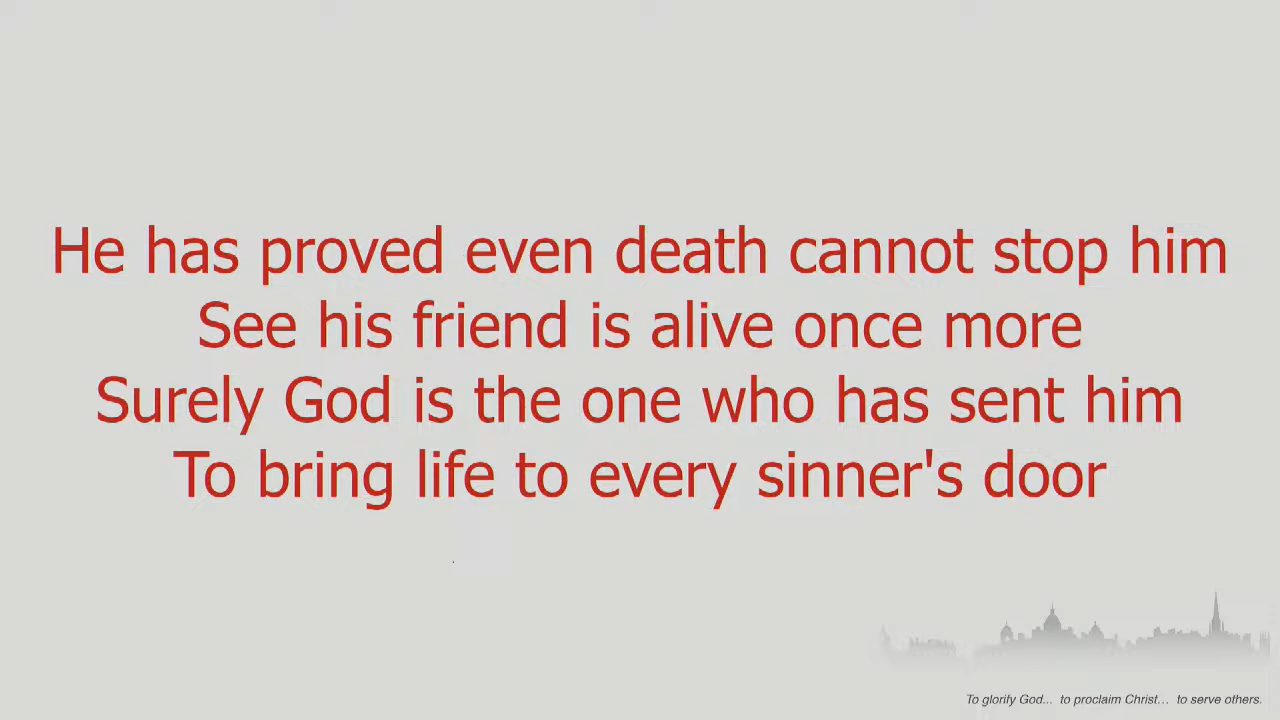 He has proved even death cannot stop him
See his friend is alive once more
Surely God is the one who has sent him
To bring life to every sinner's door
To glorify God... to proclaim Christ... to serve others.